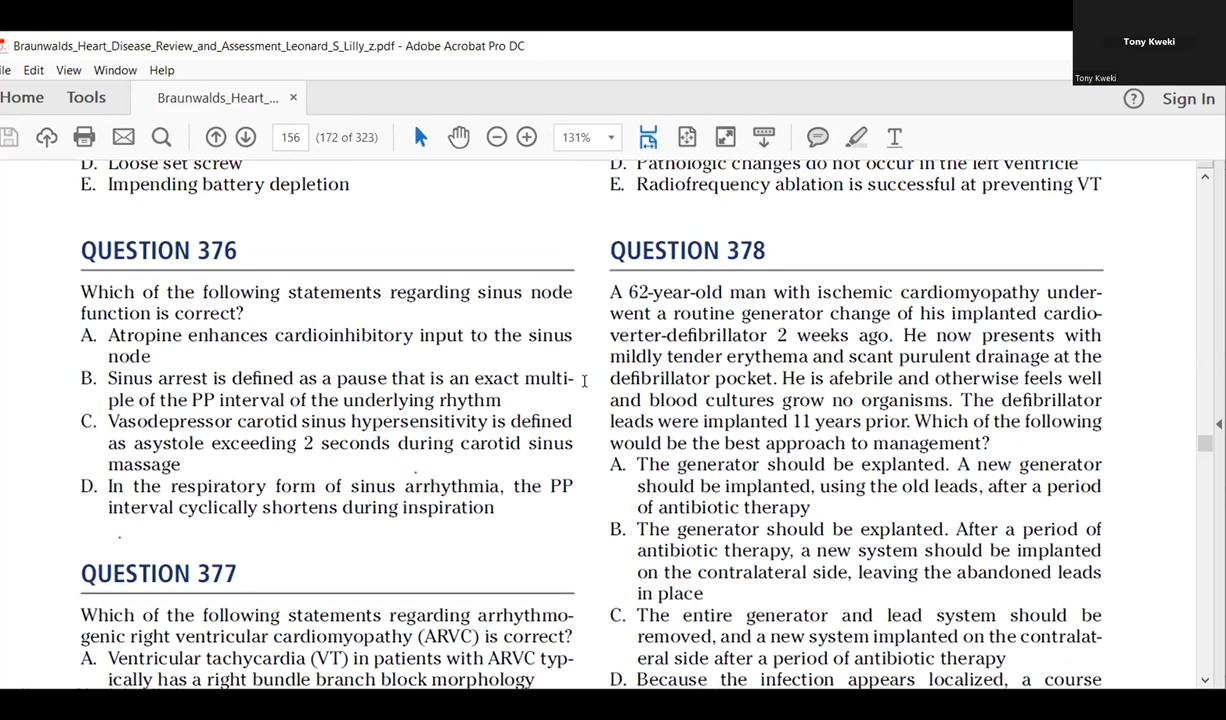 Tony Kweki
Tony Kweki
Braunwalds_Heart_Disease_Review_and_Assessment_Leonard_S_Lilly_z.pdf - Adobe Acrobat Pro DC
ile Edit View Window Help
Home Tools Braunwalds_Heart_... × ? Sign In
156 (172 of 323) 131%
D. Loose set screw
E. Impending battery depletion
QUESTION 376
Which of the following statements regarding sinus node
function is correct?
A. Atropine enhances cardioinhibitory input to the sinus
node
B. Sinus arrest is defined as a pause that is an exact multi-
ple of the PP interval of the underlying rhythm
C. Vasodepressor carotid sinus hypersensitivity is defined
as asystole exceeding 2 seconds during carotid sinus
massage
D. In the respiratory form of sinus arrhythmia, the PP
interval cyclically shortens during inspiration
QUESTION 377
Which of the following statements regarding arrhythmo-
genic right ventricular cardiomyopathy (ARVC) is correct?
A. Ventricular tachycardia (VT) in patients with ARVC typ-
ically has a right bundle branch block morphology
D. Pathologic changes do not occur in the left ventricle
E. Radiofrequency ablation is successful at preventing VT
QUESTION 378
A 62-year-old man with ischemic cardiomyopathy under-
went a routine generator change of his implanted cardio-
verter-defibrillator 2 weeks ago. He now presents with
mildly tender erythema and scant purulent drainage at the
defibrillator pocket. He is afebrile and otherwise feels well
and blood cultures grow no organisms. The defibrillator
leads were implanted 11 years prior. Which of the following
would be the best approach to management?
A. The generator should be explanted. A new generator
should be implanted, using the old leads, after a period
of antibiotic therapy
B. The generator should be explanted. After a period of
antibiotic therapy, a new system should be implanted
on the contralateral side, leaving the abandoned leads
in place
C. The entire generator and lead system should be
removed, and a new system implanted on the contralat-
eral side after a period of antibiotic therapy
D. Because the infection appears localized, a course